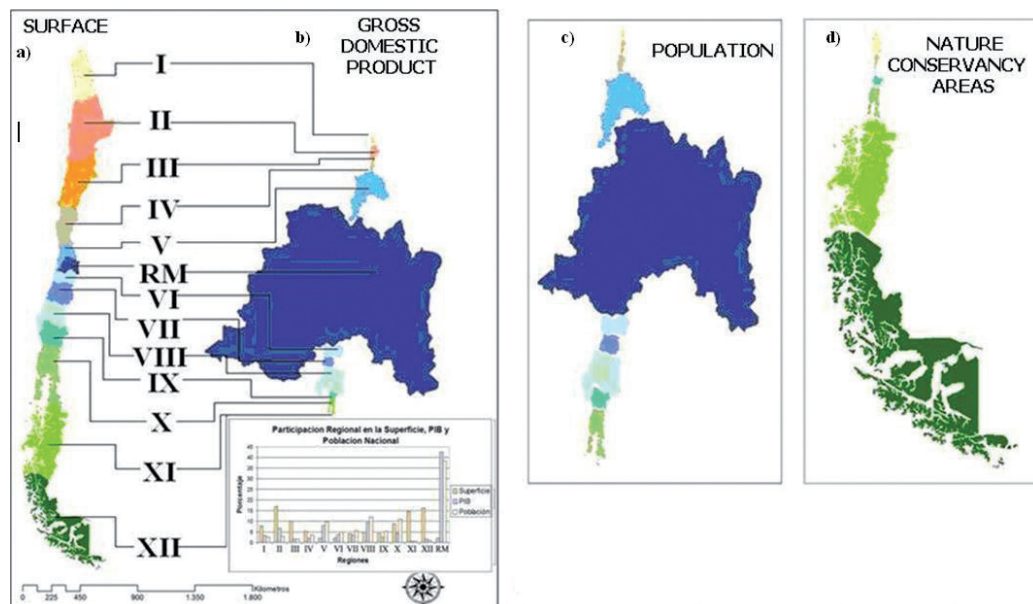 SURFACE
a)
b)
GROSS
DOMESTIC
PRODUCT
I
II
III
IV
V
RM
VI
VII
VIII
IX
X
XI
XII
Participacion Regional en la Superficie, PIB y
Poblacion Nacional
Porcentaje
I II III IV V VI VII VIII IX X XI XII RM
Regiones
Superficie
PIB
Población
Kilometros
0 225 450 900 1.350 1.800
c)
POPULATION
d)
NATURE
CONSERVANCY
AREAS